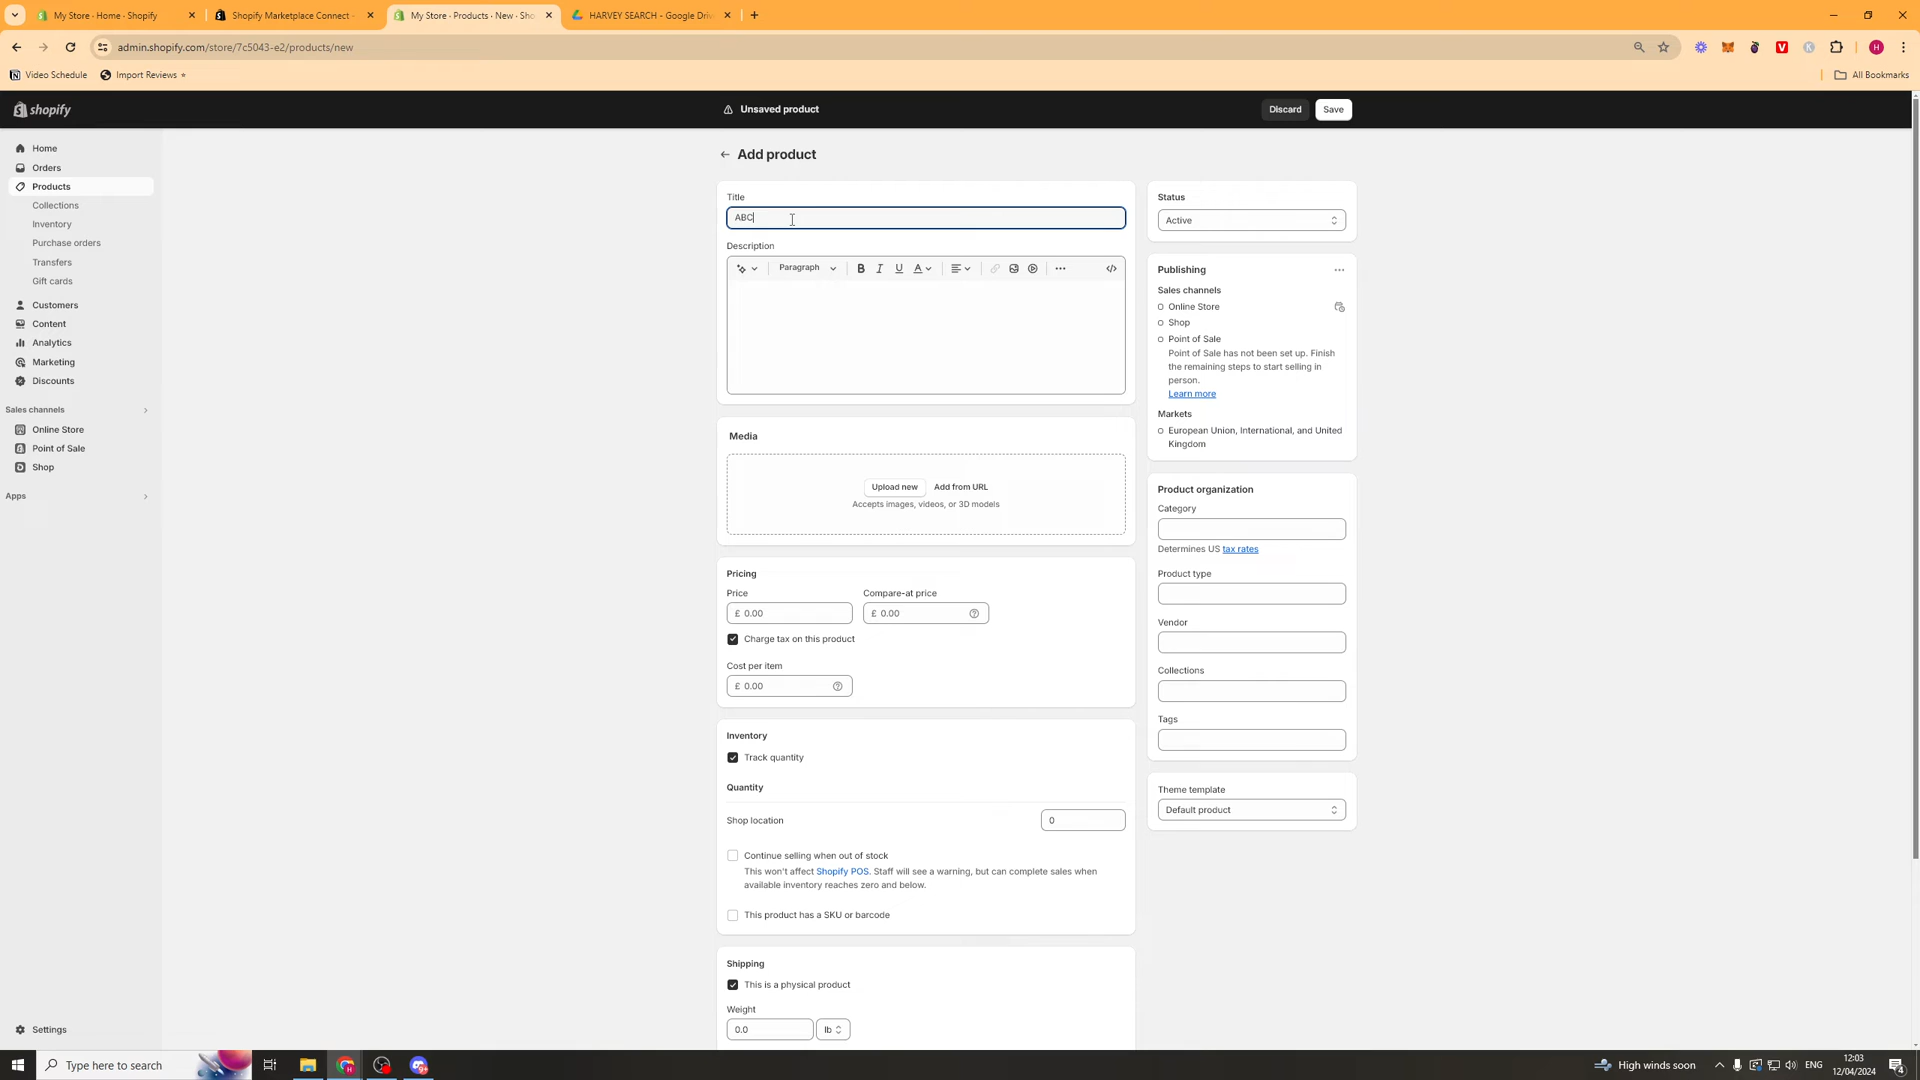 My Store · Home · Shopify
Shopify Marketplace Connect -
My Store · Products · New · Sho
HARVEY SEARCH - Google Driv
admin.shopify.com/store/7c5043-e2/products/new
H
Video Schedule
Import Reviews
All Bookmarks
shopify
Unsaved product
Discard
Save
Home
Orders
Products
Collections
Inventory
Purchase orders
Transfers
Gift cards
Customers
Content
Analytics
Marketing
Discounts
Sales channels
Online Store
Point of Sale
Shop
Apps
Settings
Add product
Title
ABC
Description
Paragraph
B I U A
Media
Upload new
Add from URL
Accepts images, videos, or 3D models
Pricing
Price
Compare-at price
£ 0.00
£ 0.00
Charge tax on this product
Cost per item
£ 0.00
Inventory
Track quantity
Quantity
Shop location
0
Continue selling when out of stock
This won't affect Shopify POS. Staff will see a warning, but can complete sales when
available inventory reaches zero and below.
This product has a SKU or barcode
Shipping
This is a physical product
Weight
0.0
lb
Status
Active
Publishing
Sales channels
Online Store
Shop
Point of Sale
Point of Sale has not been set up. Finish
the remaining steps to start selling in
person.
Learn more
Markets
European Union, International, and United
Kingdom
Product organization
Category
Determines US tax rates
Product type
Vendor
Collections
Tags
Theme template
Default product
Type here to search
High winds soon
ENG
12:03
12/04/2024
4